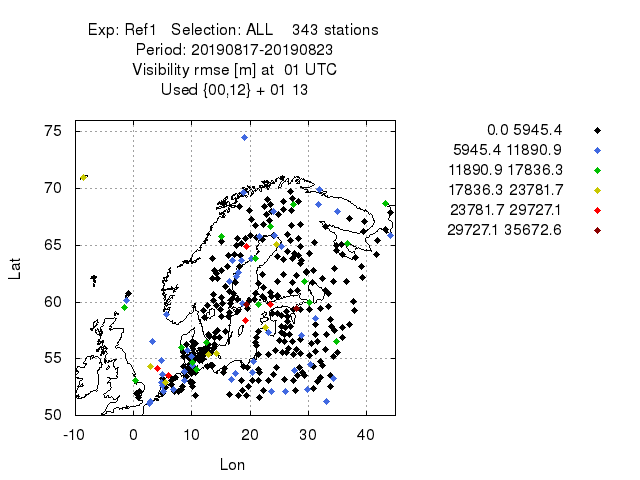 Exp: Ref1 Selection: ALL 343 stations
Period: 20190817-20190823
Visibility rmse [m] at 01 UTC
Used {00,12} + 01 13
75
70
65
60
55
50
-10 0 10 20 30 40
Lat
Lon
0.0 5945.4
5945.4 11890.9
11890.9 17836.3
17836.3 23781.7
23781.7 29727.1
29727.1 35672.6